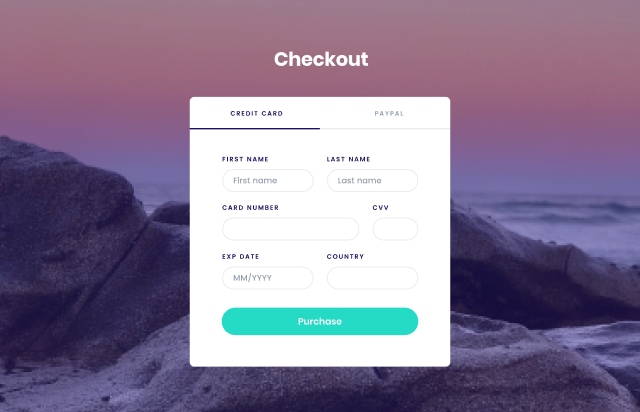 Checkout
CREDIT CARD PAYPAL
FIRST NAME LAST NAME
First name Last name
CARD NUMBER CVV
EXP DATE COUNTRY
MM/YYYY
Purchase